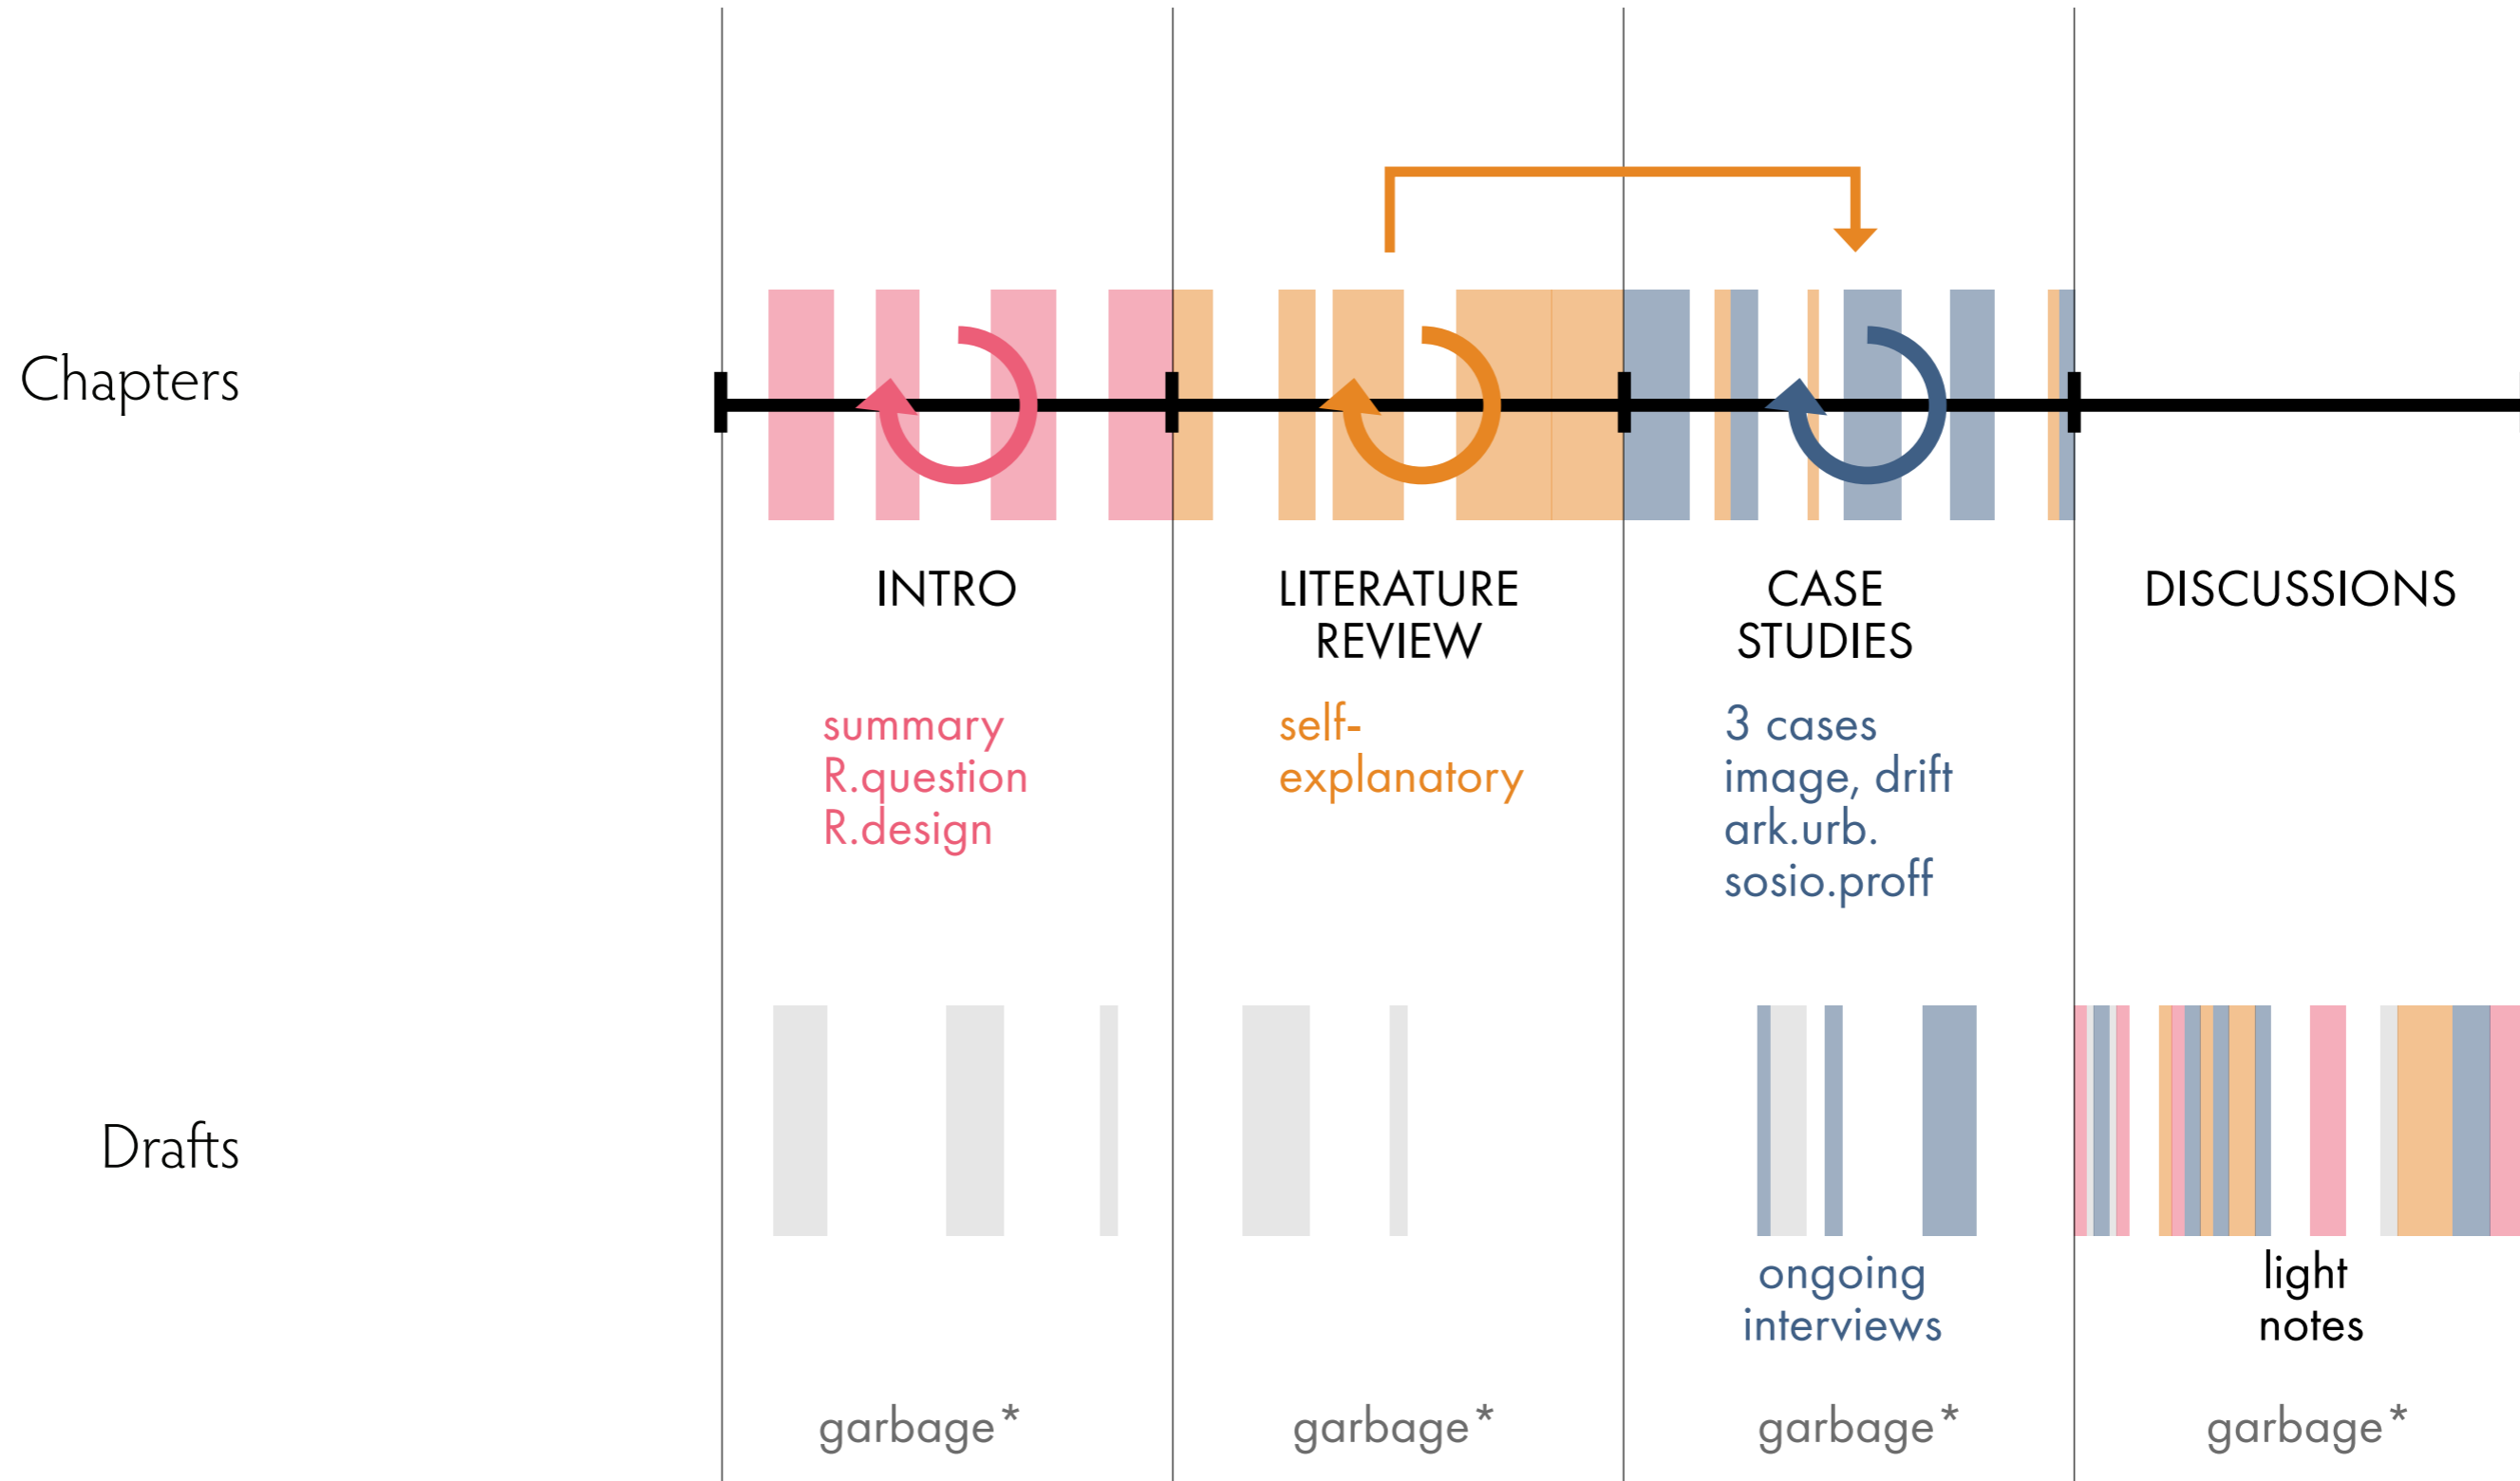 Chapters
INTRO
LITERATURE
REVIEW
CASE
STUDIES
DISCUSSIONS
summary
R.question
R.design
self-
explanatory
3 cases
image, drift
ark.urb.
sosio.proff
Drafts
ongoing
interviews
light
notes
garbage*
garbage*
garbage*
garbage*